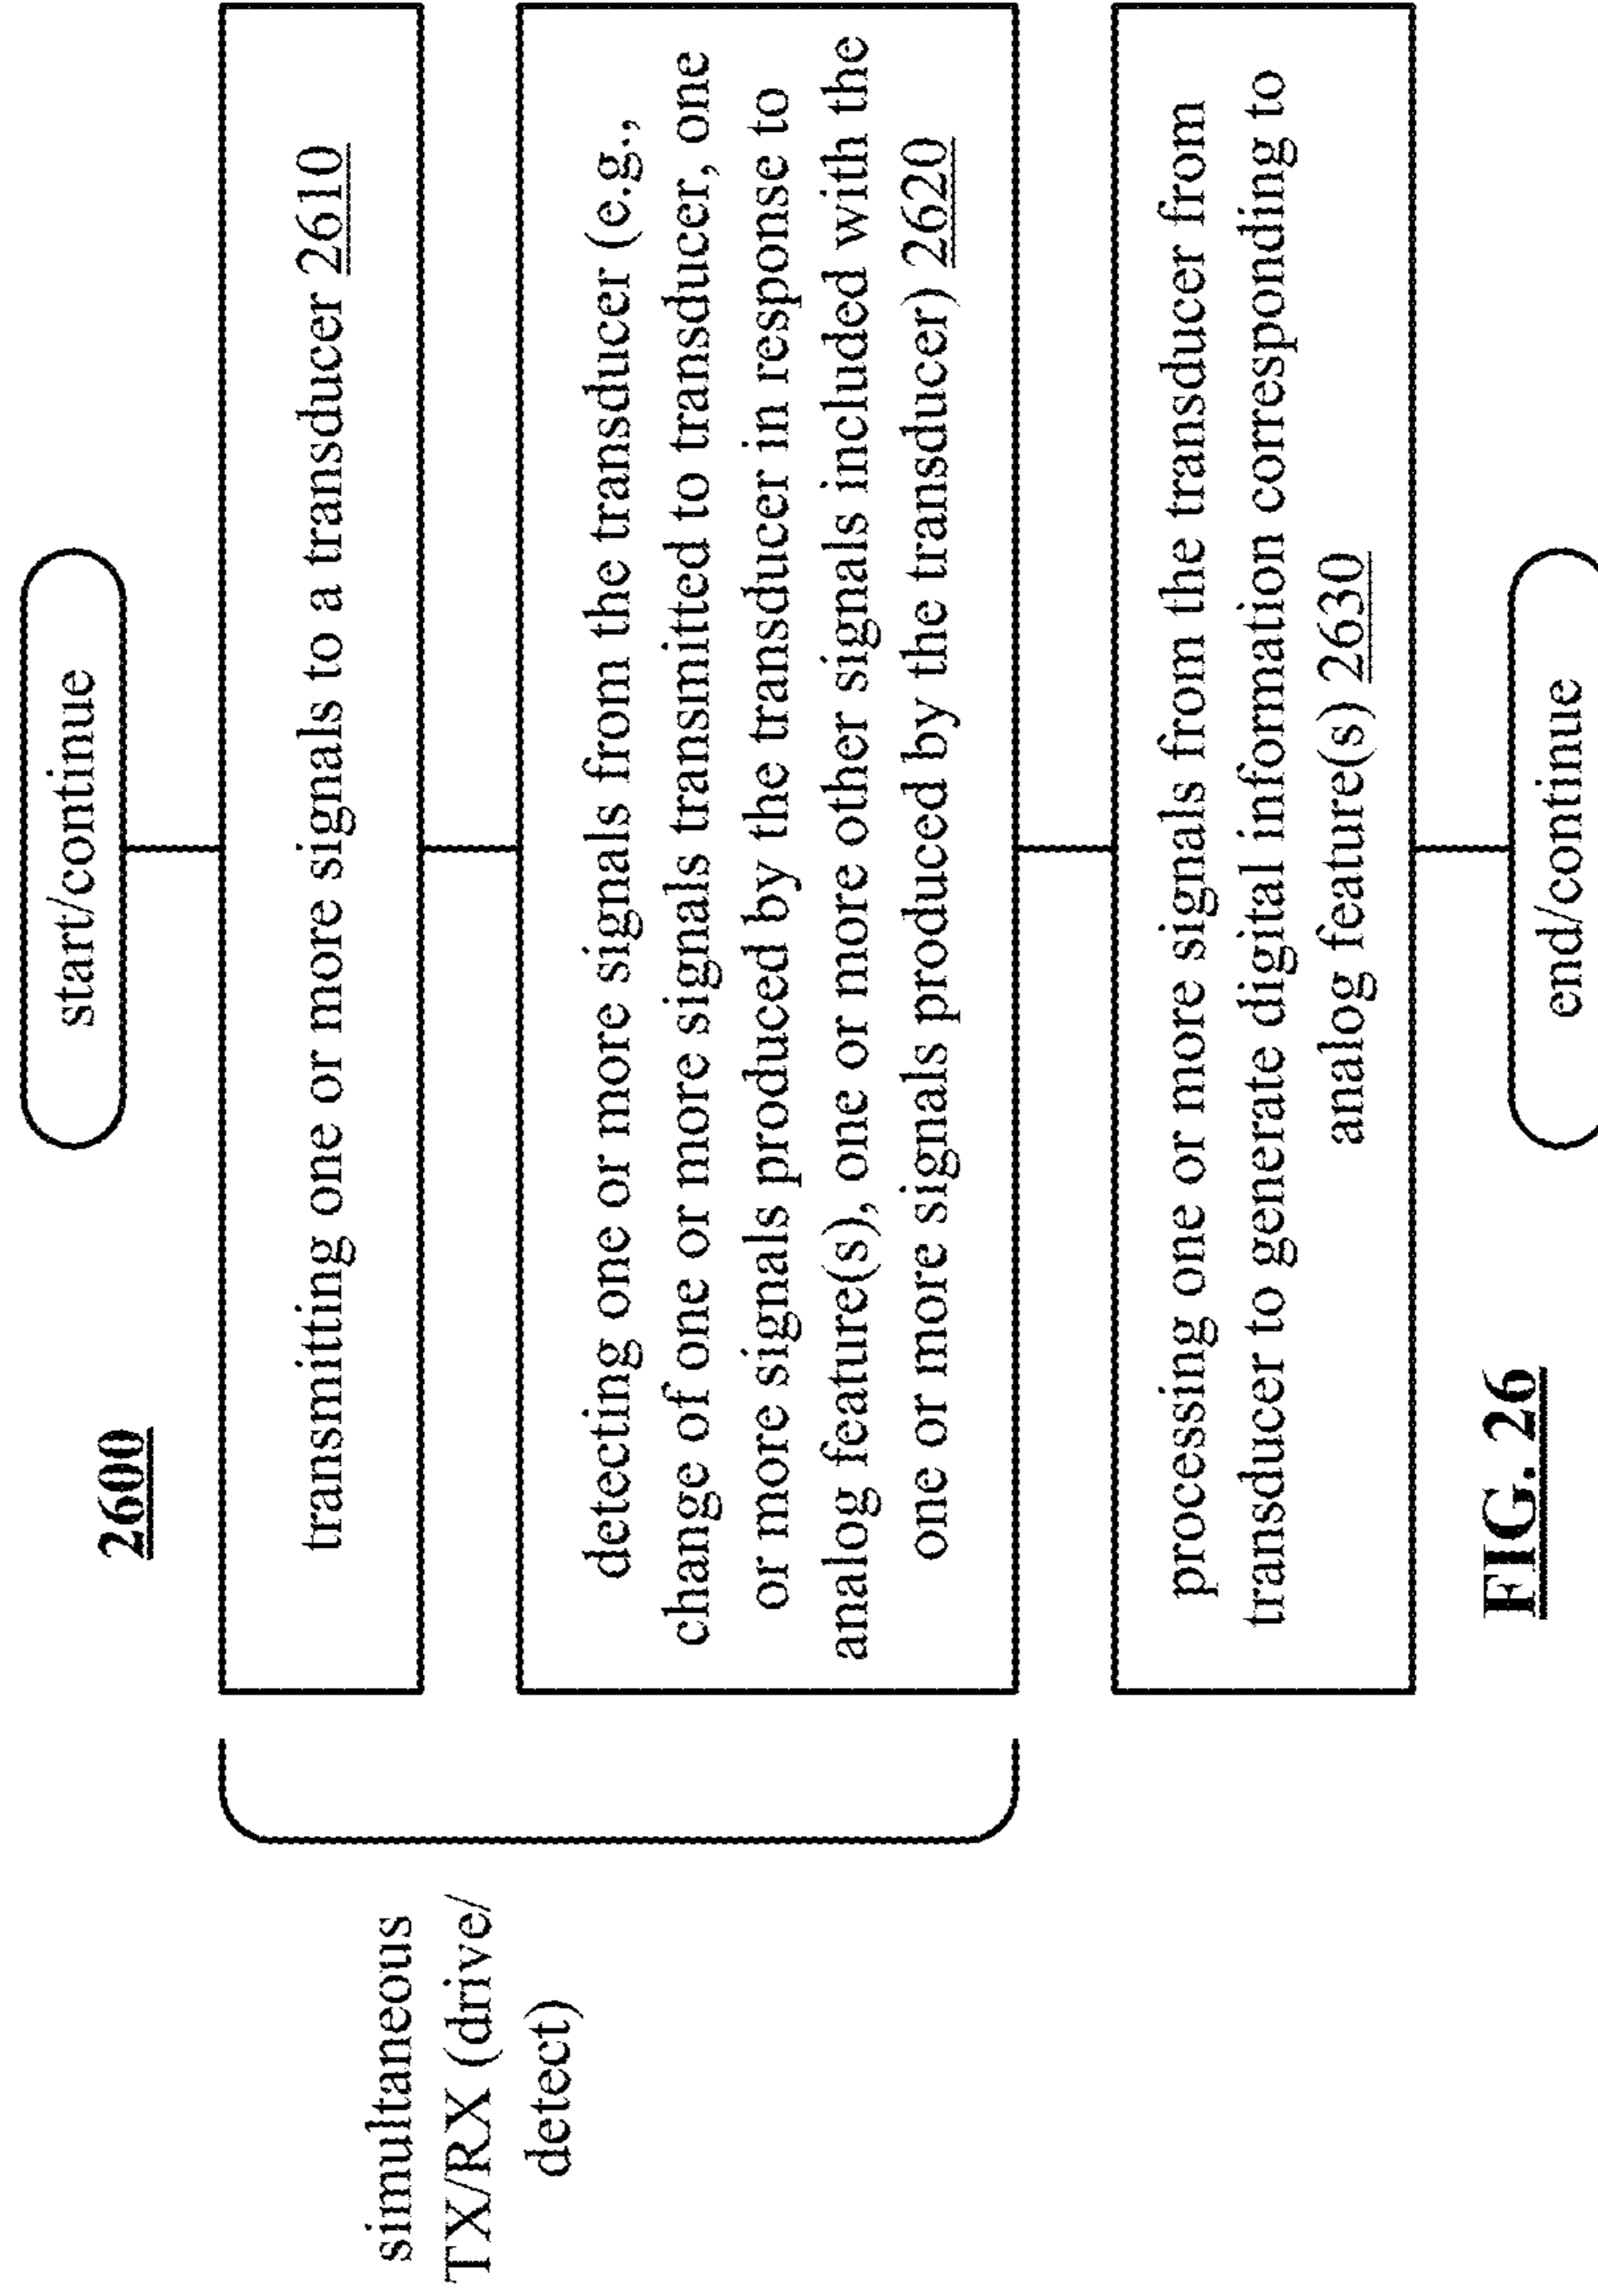 2600
start/continue
transmitting one or more signals to a transducer 2610
simultaneous
TX/RX (drive/
detect)
detecting one or more signals from the transducer (e.g.,
change of one or more signals transmitted to transducer, one
or more signals produced by the transducer in response to
analog feature(s), one or more other signals included with the
one or more signals produced by the transducer) 2620
processing one or more signals from the transducer from
transducer to generate digital information corresponding to
analog feature(s) 2630
end/continue
FIG. 26